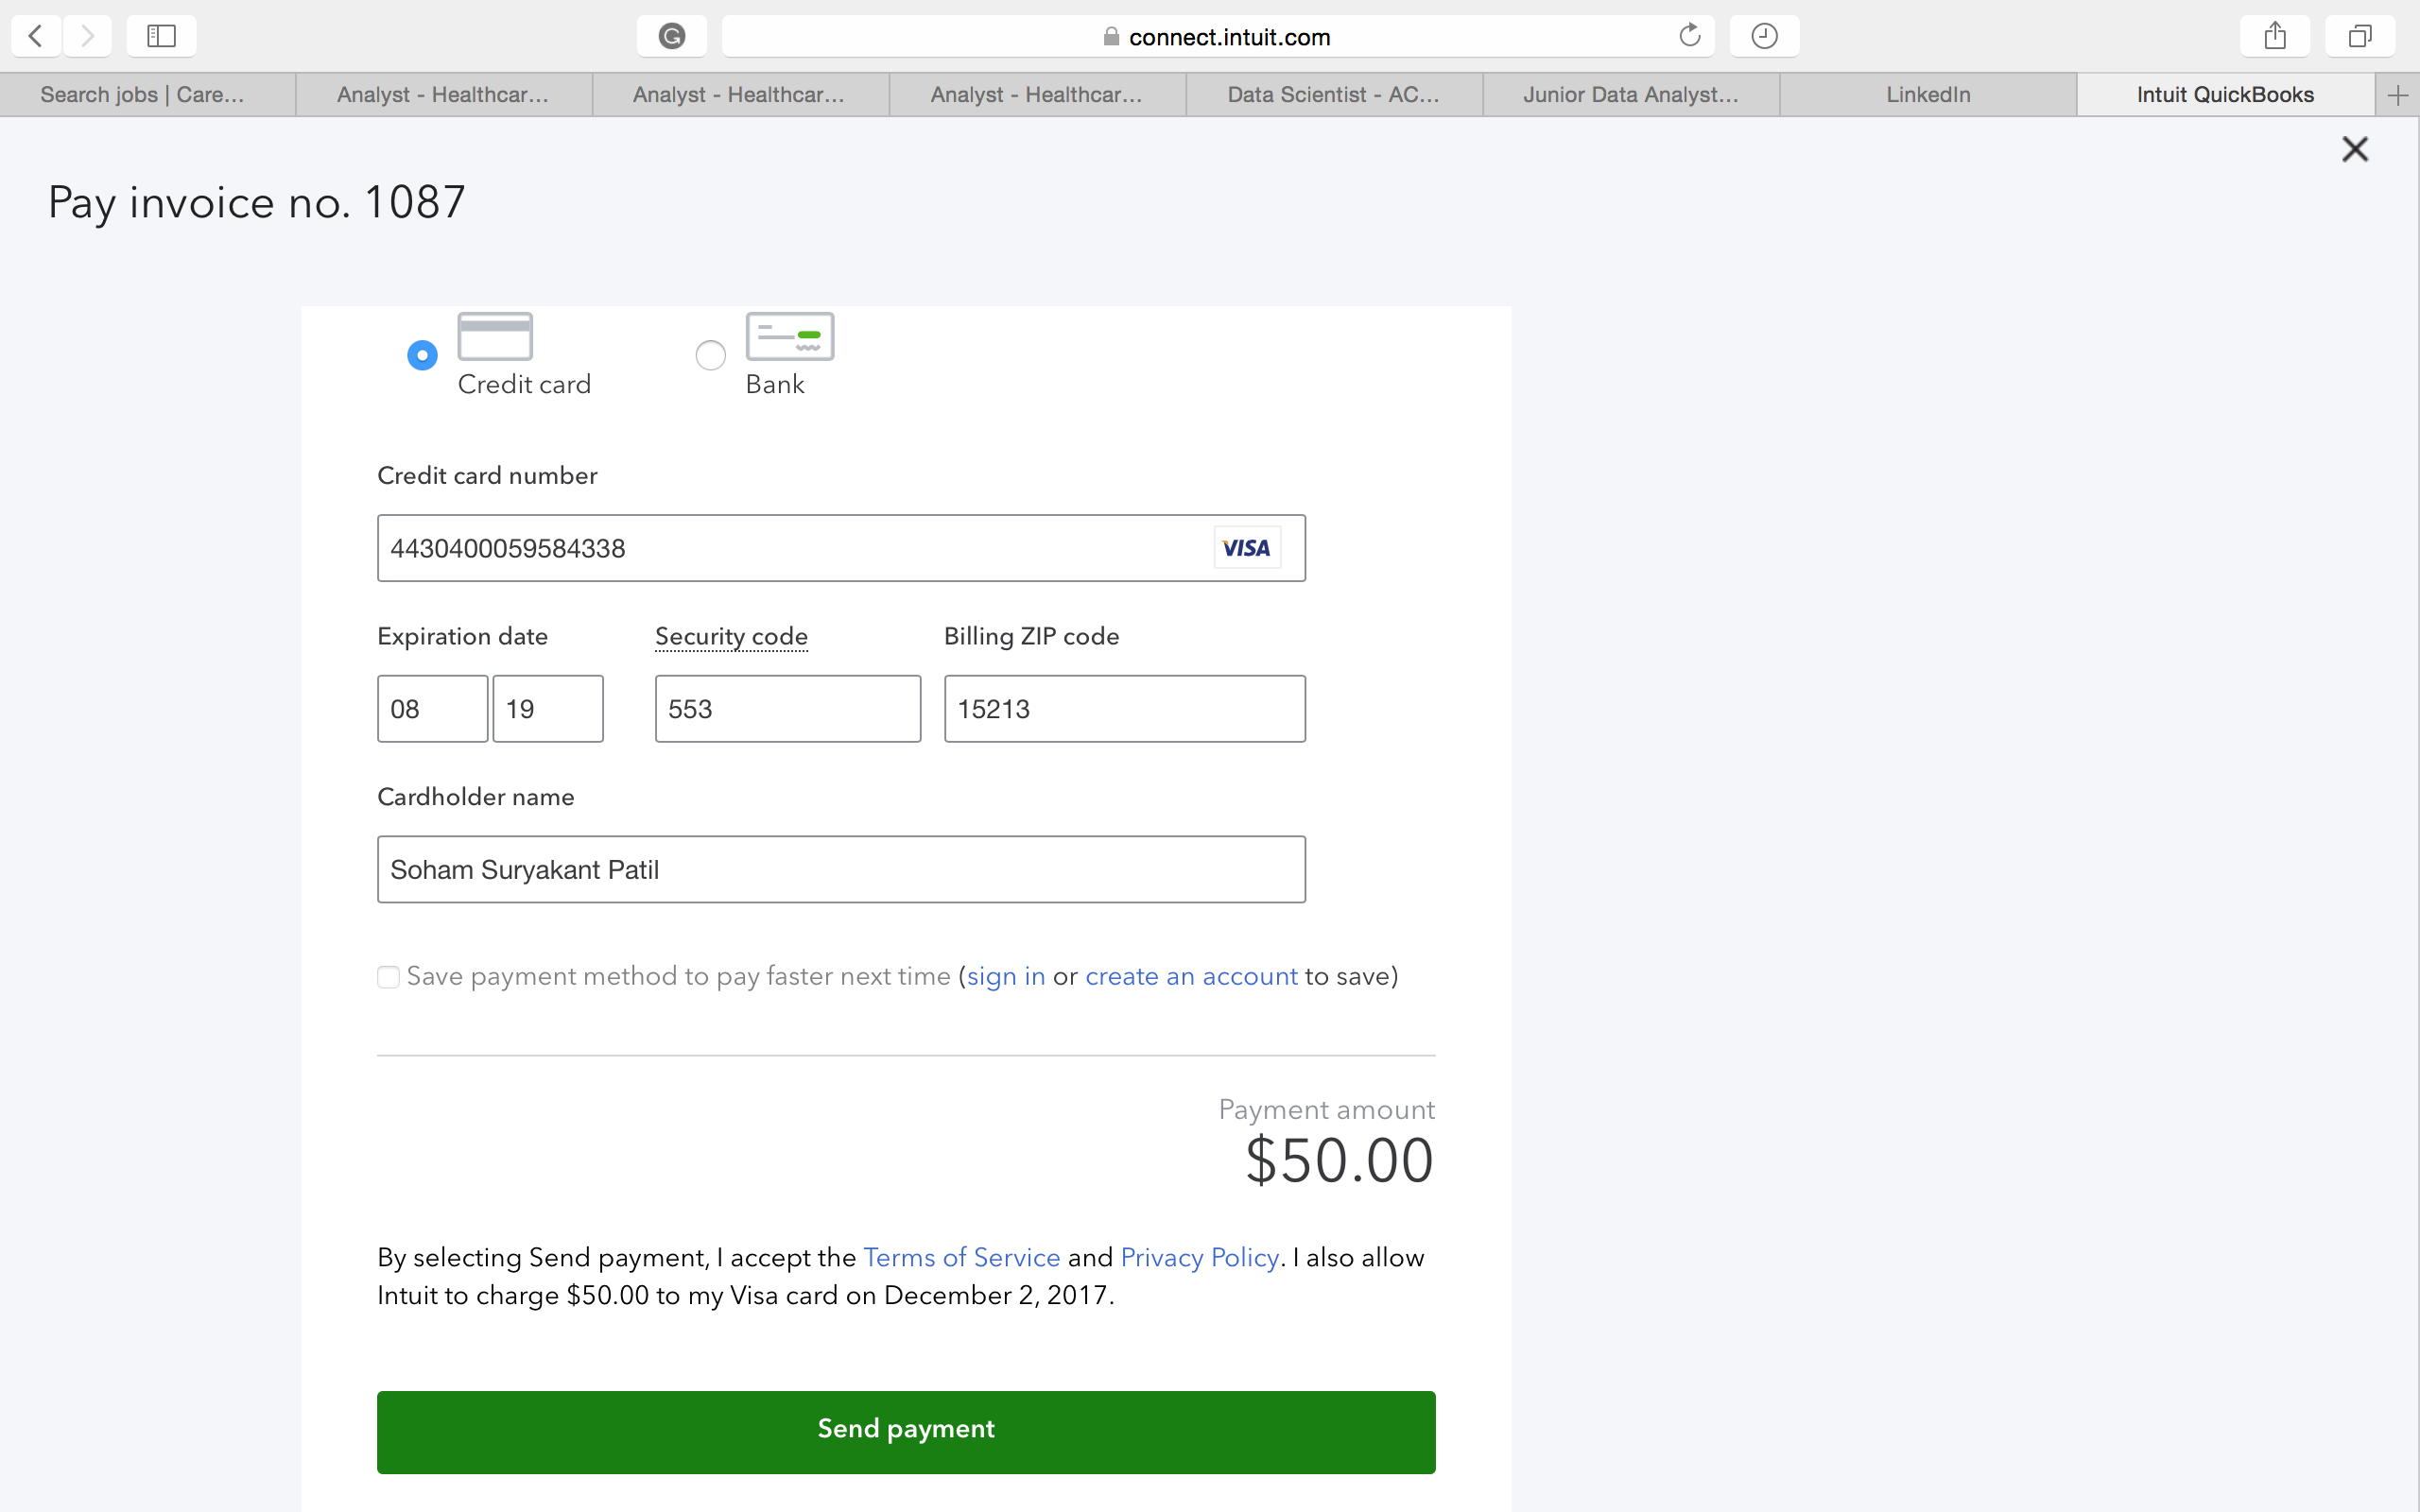 connect.intuit.com
Search jobs | Care...
Analyst - Healthcar...
Analyst - Healthcar...
Analyst - Healthcar...
Data Scientist - AC...
Junior Data Analyst...
LinkedIn
Intuit QuickBooks
Pay invoice no. 1087
Credit card
Bank
Credit card number
4430400059584338
VISA
Expiration date Security code Billing ZIP code
08 19 553 15213
Cardholder name
Soham Suryakant Patil
Save payment method to pay faster next time (sign in or create an account to save)
Payment amount
$50.00
By selecting Send payment, I accept the Terms of Service and Privacy Policy. I also allow
Intuit to charge $50.00 to my Visa card on December 2, 2017.
Send payment